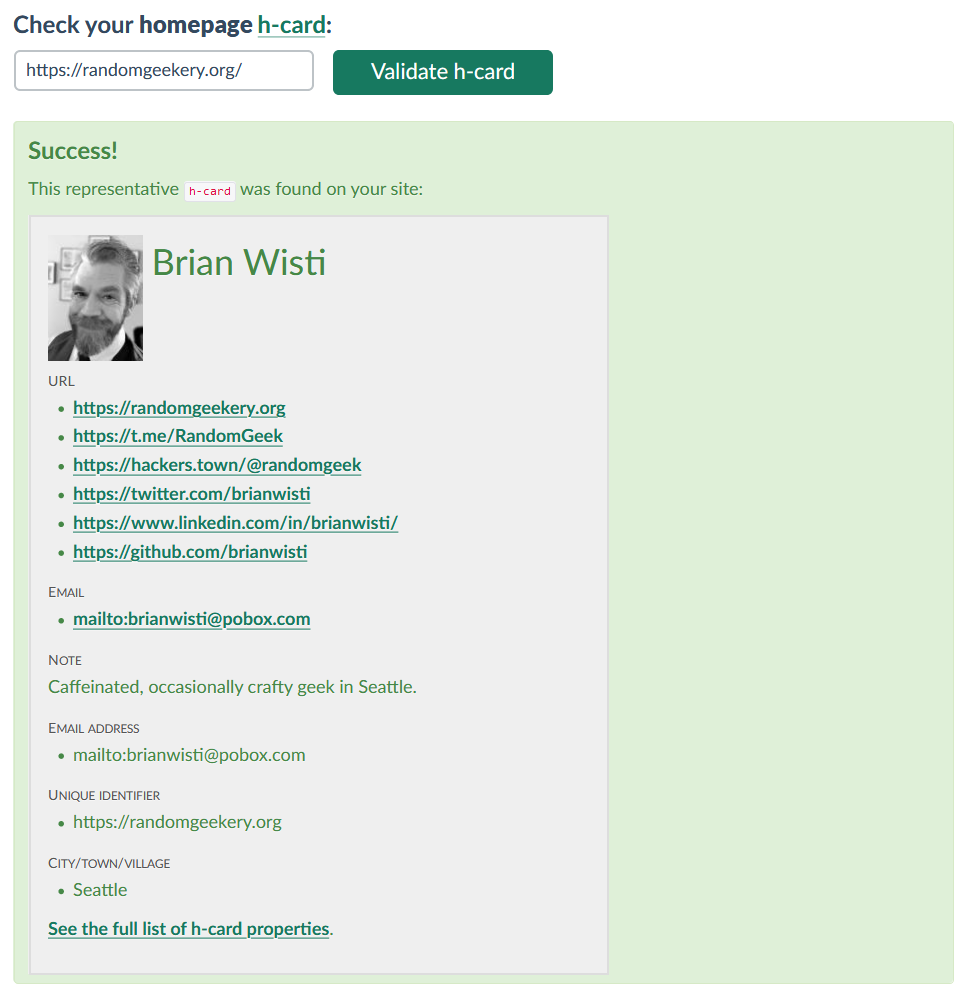 Check your homepage h-card:
https://randomgeekery.org/
Validate h-card
Success!
This representative h-card was found on your site:
Brian Wisti
URL
https://randomgeekery.org
https://t.me/RandomGeek
https://hackers.town/@randomgeek
https://twitter.com/brianwisti
https://www.linkedin.com/in/brianwisti/
https://github.com/brianwisti
Email
mailto:brianwisti@pobox.com
Note
Caffeinated, occasionally crafty geek in Seattle.
Email address
mailto:brianwisti@pobox.com
Unique identifier
https://randomgeekery.org
City/town/village
Seattle
See the full list of h-card properties.